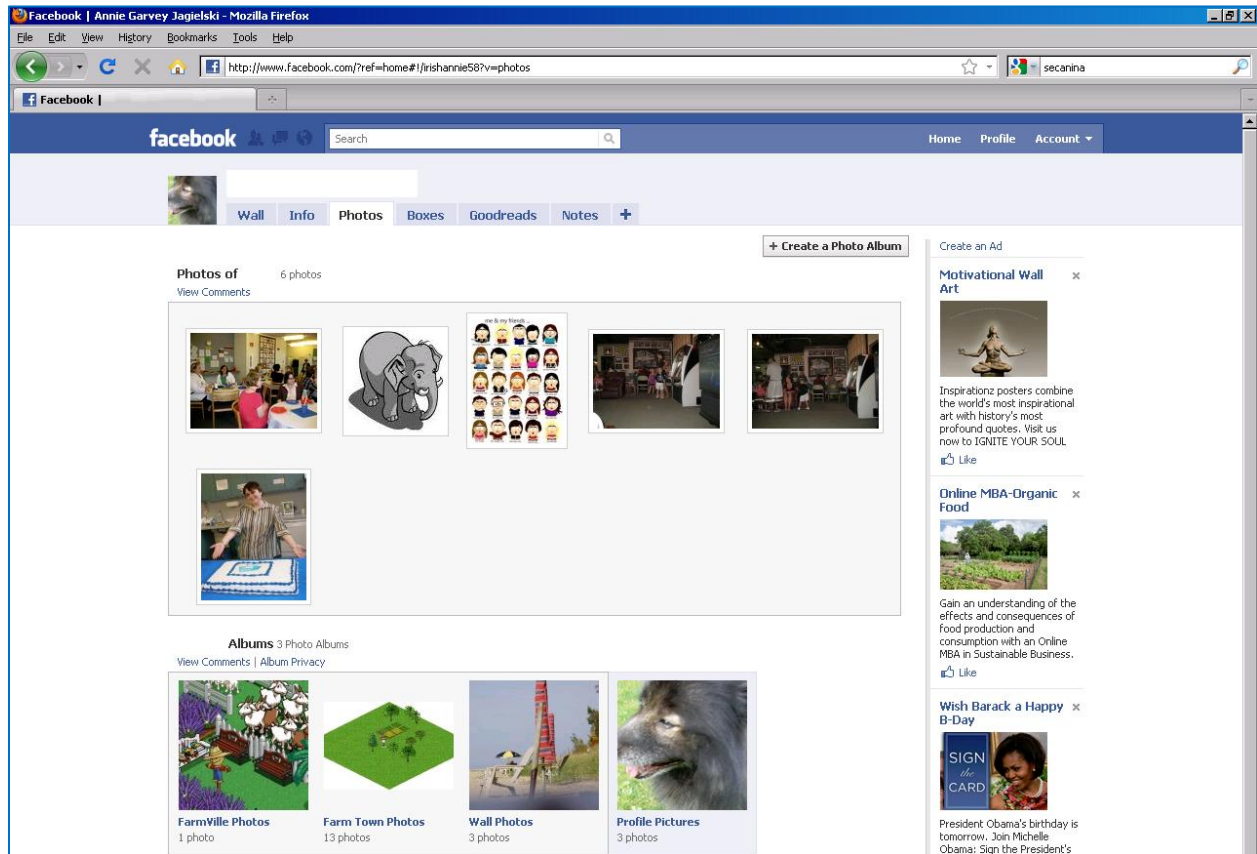 Facebook | Annie Garvey Jagielski - Mozilla Firefox
File Edit View History Bookmarks Tools Help
http://www.facebook.com/?ref=home#!/irishannie58?v=photos
secanina
Facebook |
facebook
Search
Home Profile Account
Wall Info Photos Boxes Goodreads Notes +
+ Create a Photo Album
Photos of 6 photos
View Comments
me & my friends ...
Albums 3 Photo Albums
View Comments | Album Privacy
FarmVille Photos
1 photo
Farm Town Photos
13 photos
Wall Photos
3 photos
Profile Pictures
3 photos
Create an Ad
Motivational Wall
Art
Inspirationz posters combine
the world's most inspirational
art with history's most
profound quotes. Visit us
now to IGNITE YOUR SOUL
Like
Online MBA-Organic
Food
Gain an understanding of the
effects and consequences of
food production and
consumption with an Online
MBA in Sustainable Business.
Like
Wish Barack a Happy
B-Day
SIGN
the
CARD
President Obama's birthday is
tomorrow. Join Michelle
Obama: Sign the President's